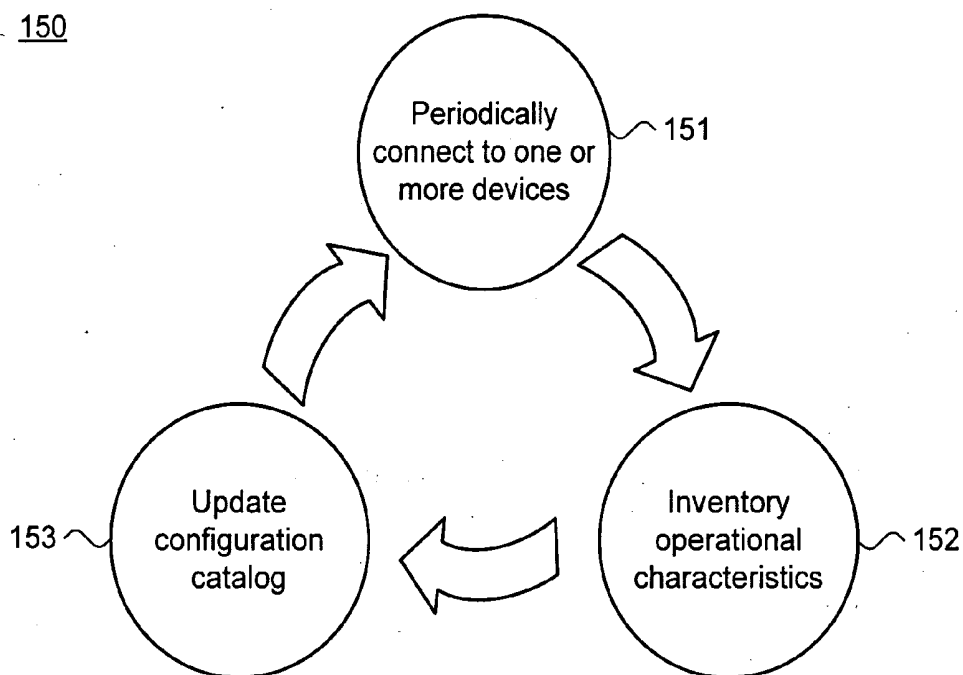 150
Periodically
connect to one or
more devices
151
Update
configuration
catalog
153
Inventory
operational
characteristics
152